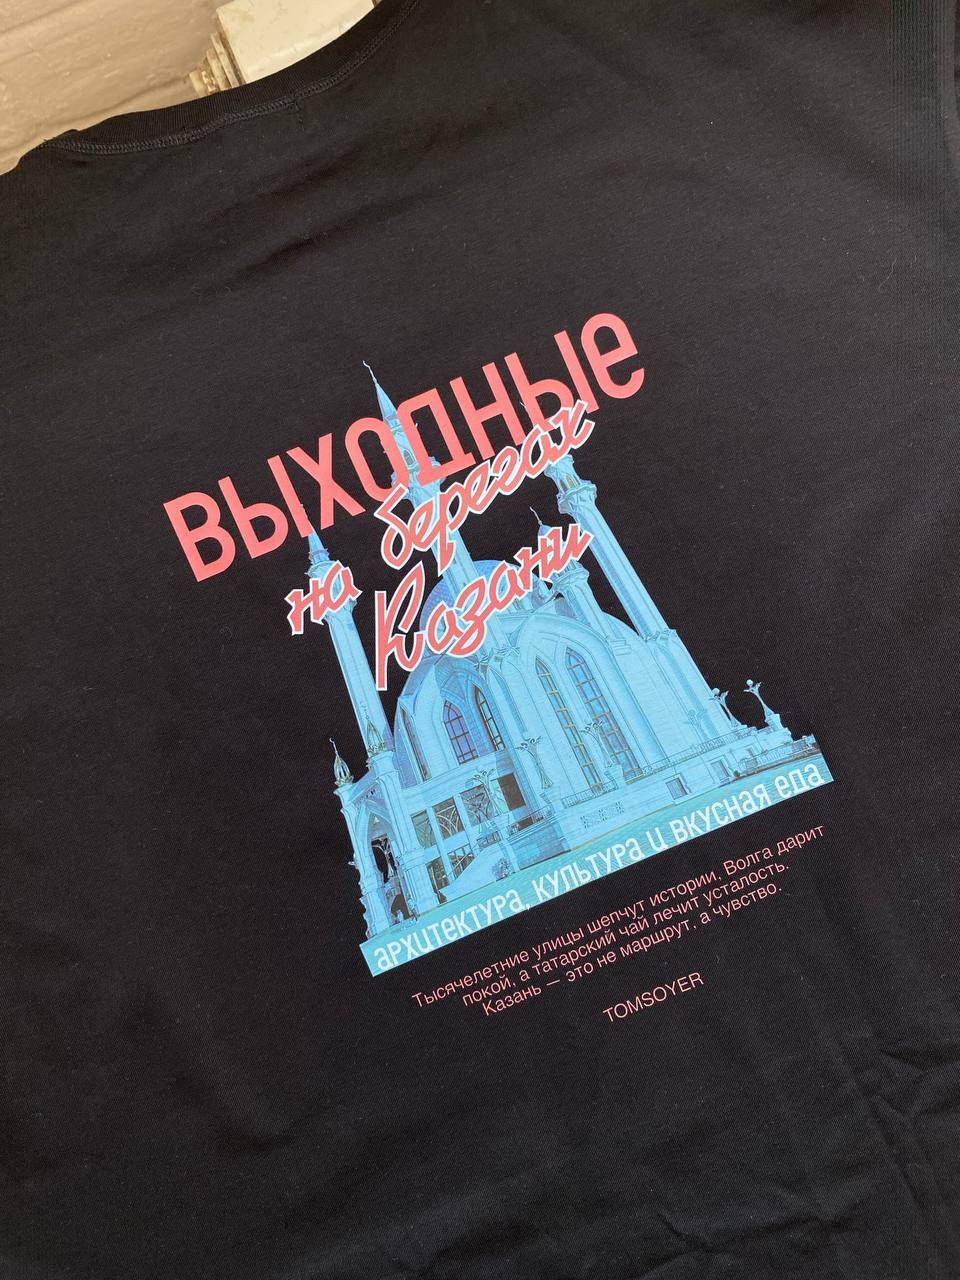 ВЫХОДНЫЕ
на берегах
Казани
архитектура, культура и вкусная еда
Тысячелетние улицы шепчут истории, Волга дарит
покой, а татарский чай лечит усталость.
Казань — это не маршрут, а чувство.
TOMSOYER